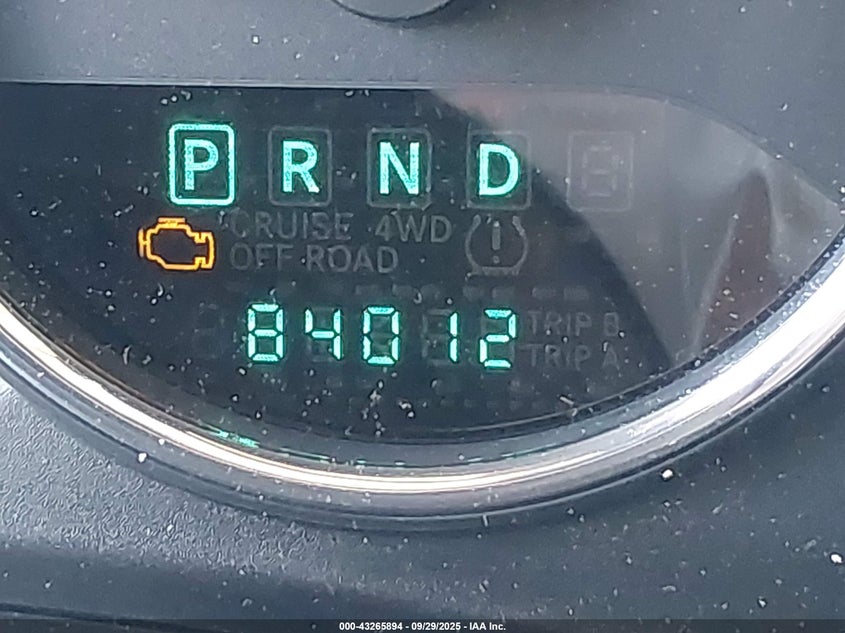 P R N D
CRUISE 4WD
OFF ROAD
84012
TRIP B
TRIP A
000-43265894 - 09/29/2025 - IAA Inc.